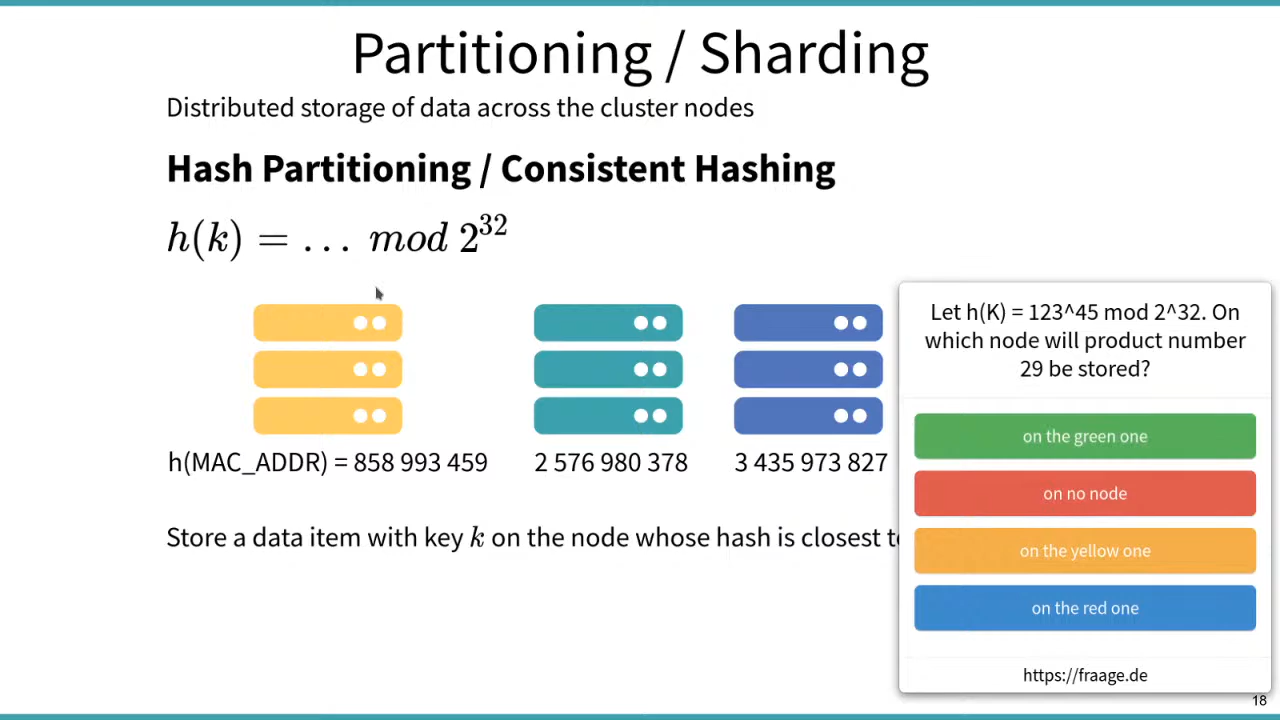 Partitioning / Sharding
Distributed storage of data across the cluster nodes
Hash Partitioning / Consistent Hashing
h(k) = ... mod 2^32
h(MAC_ADDR) = 858 993 459
2 576 980 378
3 435 973 827
Store a data item with key k on the node whose hash is closest
Let h(K) = 123^45 mod 2^32. On
which node will product number
29 be stored?
on the green one
on no node
on the yellow one
on the red one
https://fraage.de
18